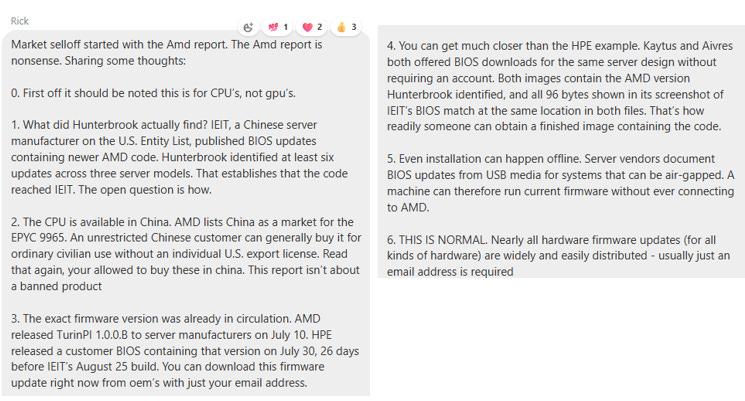 Rick
1
2
3
Market selloff started with the Amd report. The Amd report is
nonsense. Sharing some thoughts:
0. First off it should be noted this is for CPU's, not gpu's.
1. What did Hunterbrook actually find? IEIT, a Chinese server
manufacturer on the U.S. Entity List, published BIOS updates
containing newer AMD code. Hunterbrook identified at least six
updates across three server models. That establishes that the code
reached IEIT. The open question is how.
2. The CPU is available in China. AMD lists China as a market for the
EPYC 9965. An unrestricted Chinese customer can generally buy it for
ordinary civilian use without an individual U.S. export license. Read
that again, your allowed to buy these in china. This report isn't about
a banned product
3. The exact firmware version was already in circulation. AMD
released TurinPI 1.0.0.B to server manufacturers on July 10. HPE
released a customer BIOS containing that version on July 30, 26 days
before IEIT's August 25 build. You can download this firmware
update right now from oem's with just your email address.
4. You can get much closer than the HPE example. Kaytus and Aivres
both offered BIOS downloads for the same server design without
requiring an account. Both images contain the AMD version
Hunterbrook identified, and all 96 bytes shown in its screenshot of
IEIT's BIOS match at the same location in both files. That's how
readily someone can obtain a finished image containing the code.
5. Even installation can happen offline. Server vendors document
BIOS updates from USB media for systems that can be air-gapped. A
machine can therefore run current firmware without ever connecting
to AMD.
6. THIS IS NORMAL. Nearly all hardware firmware updates (for all
kinds of hardware) are widely and easily distributed - usually just an
email address is required